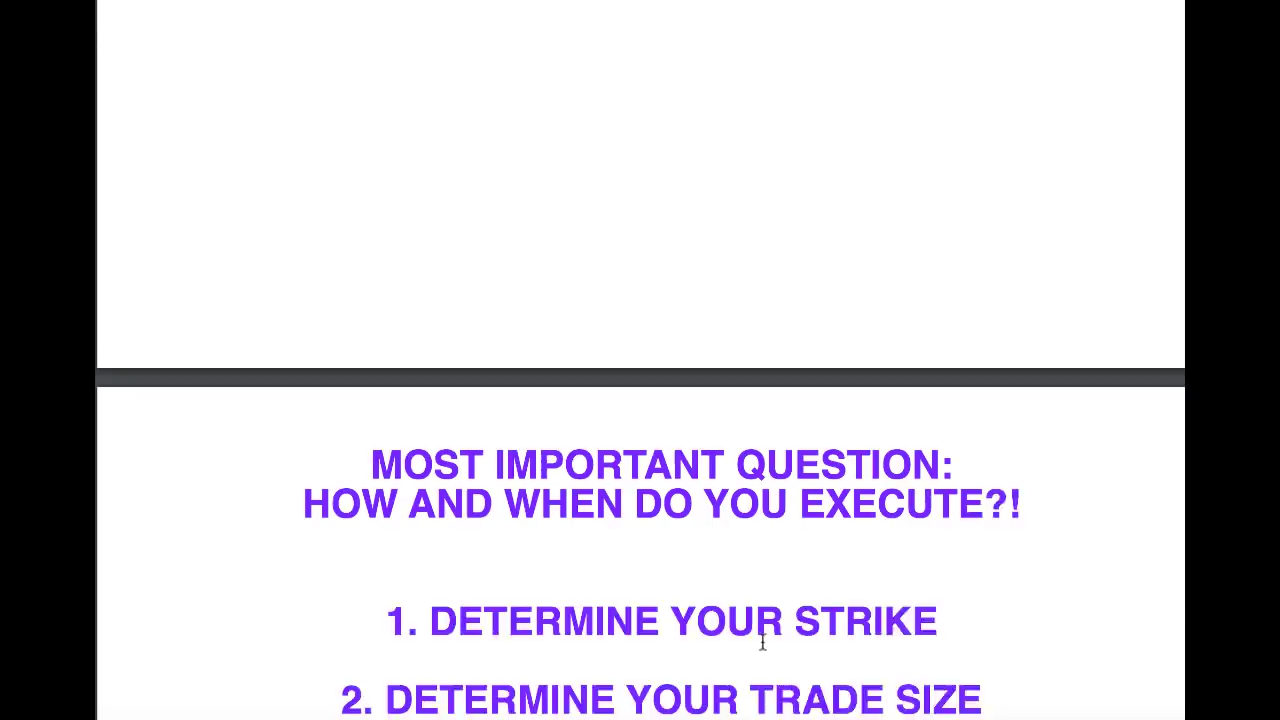 MOST IMPORTANT QUESTION:
HOW AND WHEN DO YOU EXECUTE?!
1. DETERMINE YOUR STRIKE
2. DETERMINE YOUR TRADE SIZE